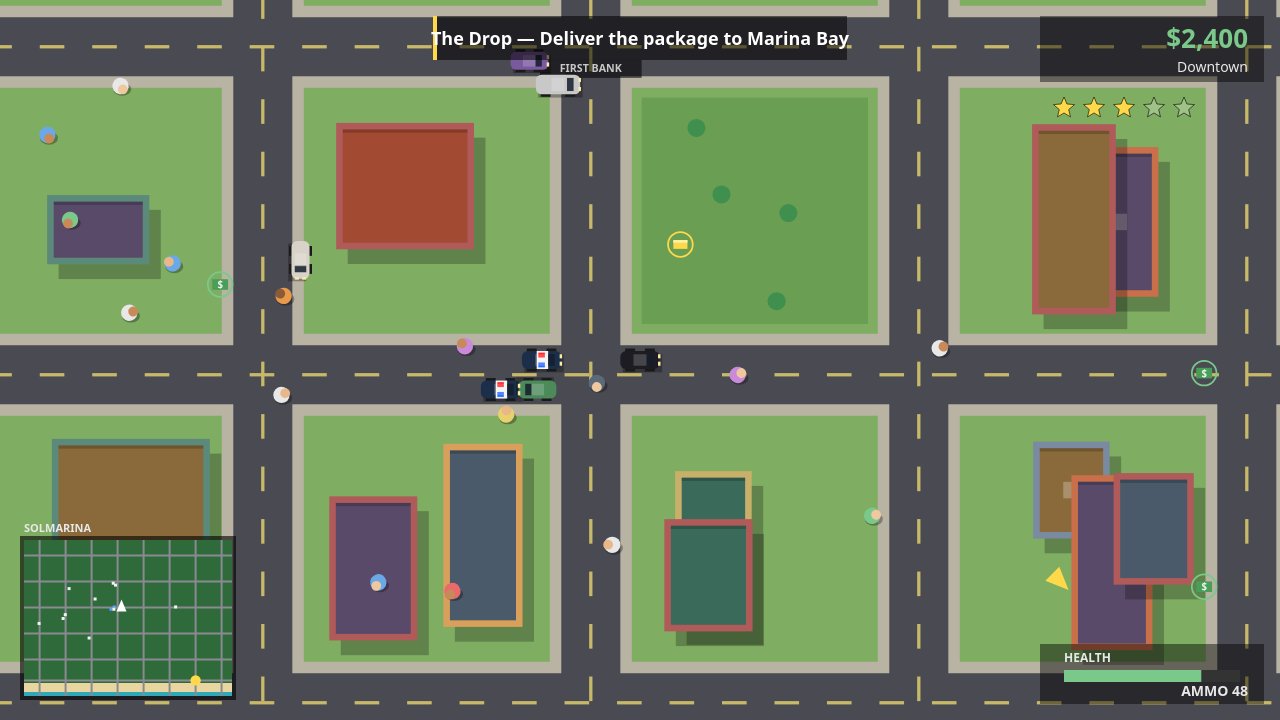 The Drop — Deliver the package to Marina Bay
$2,400
Downtown
FIRST BANK
$
$
$
SOLMARINA
HEALTH
AMMO 48